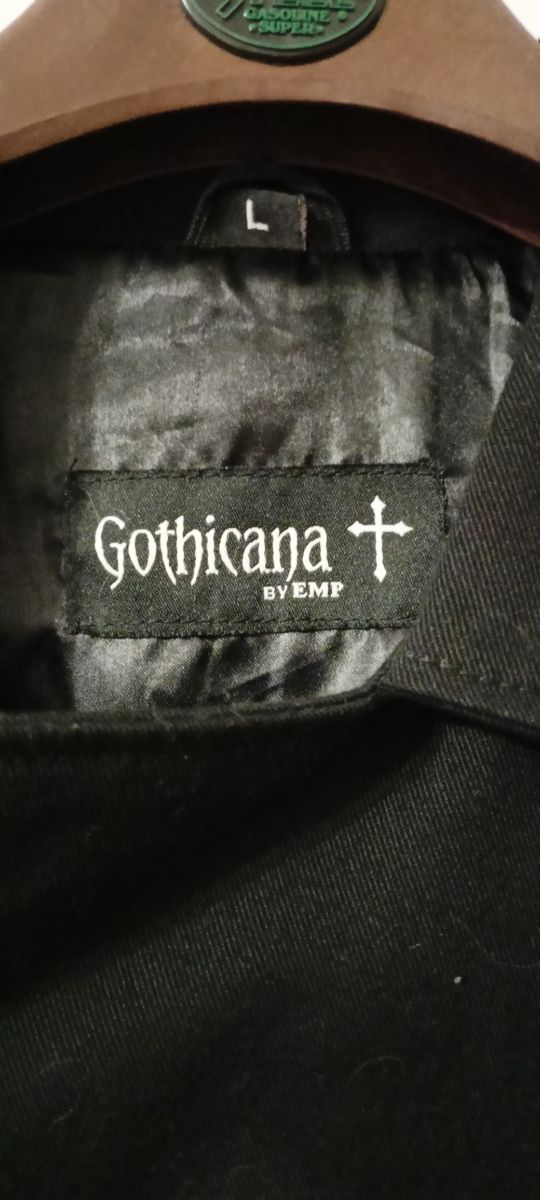 GASOLINE
★SUPER★
L
Gothicana
BY EMP